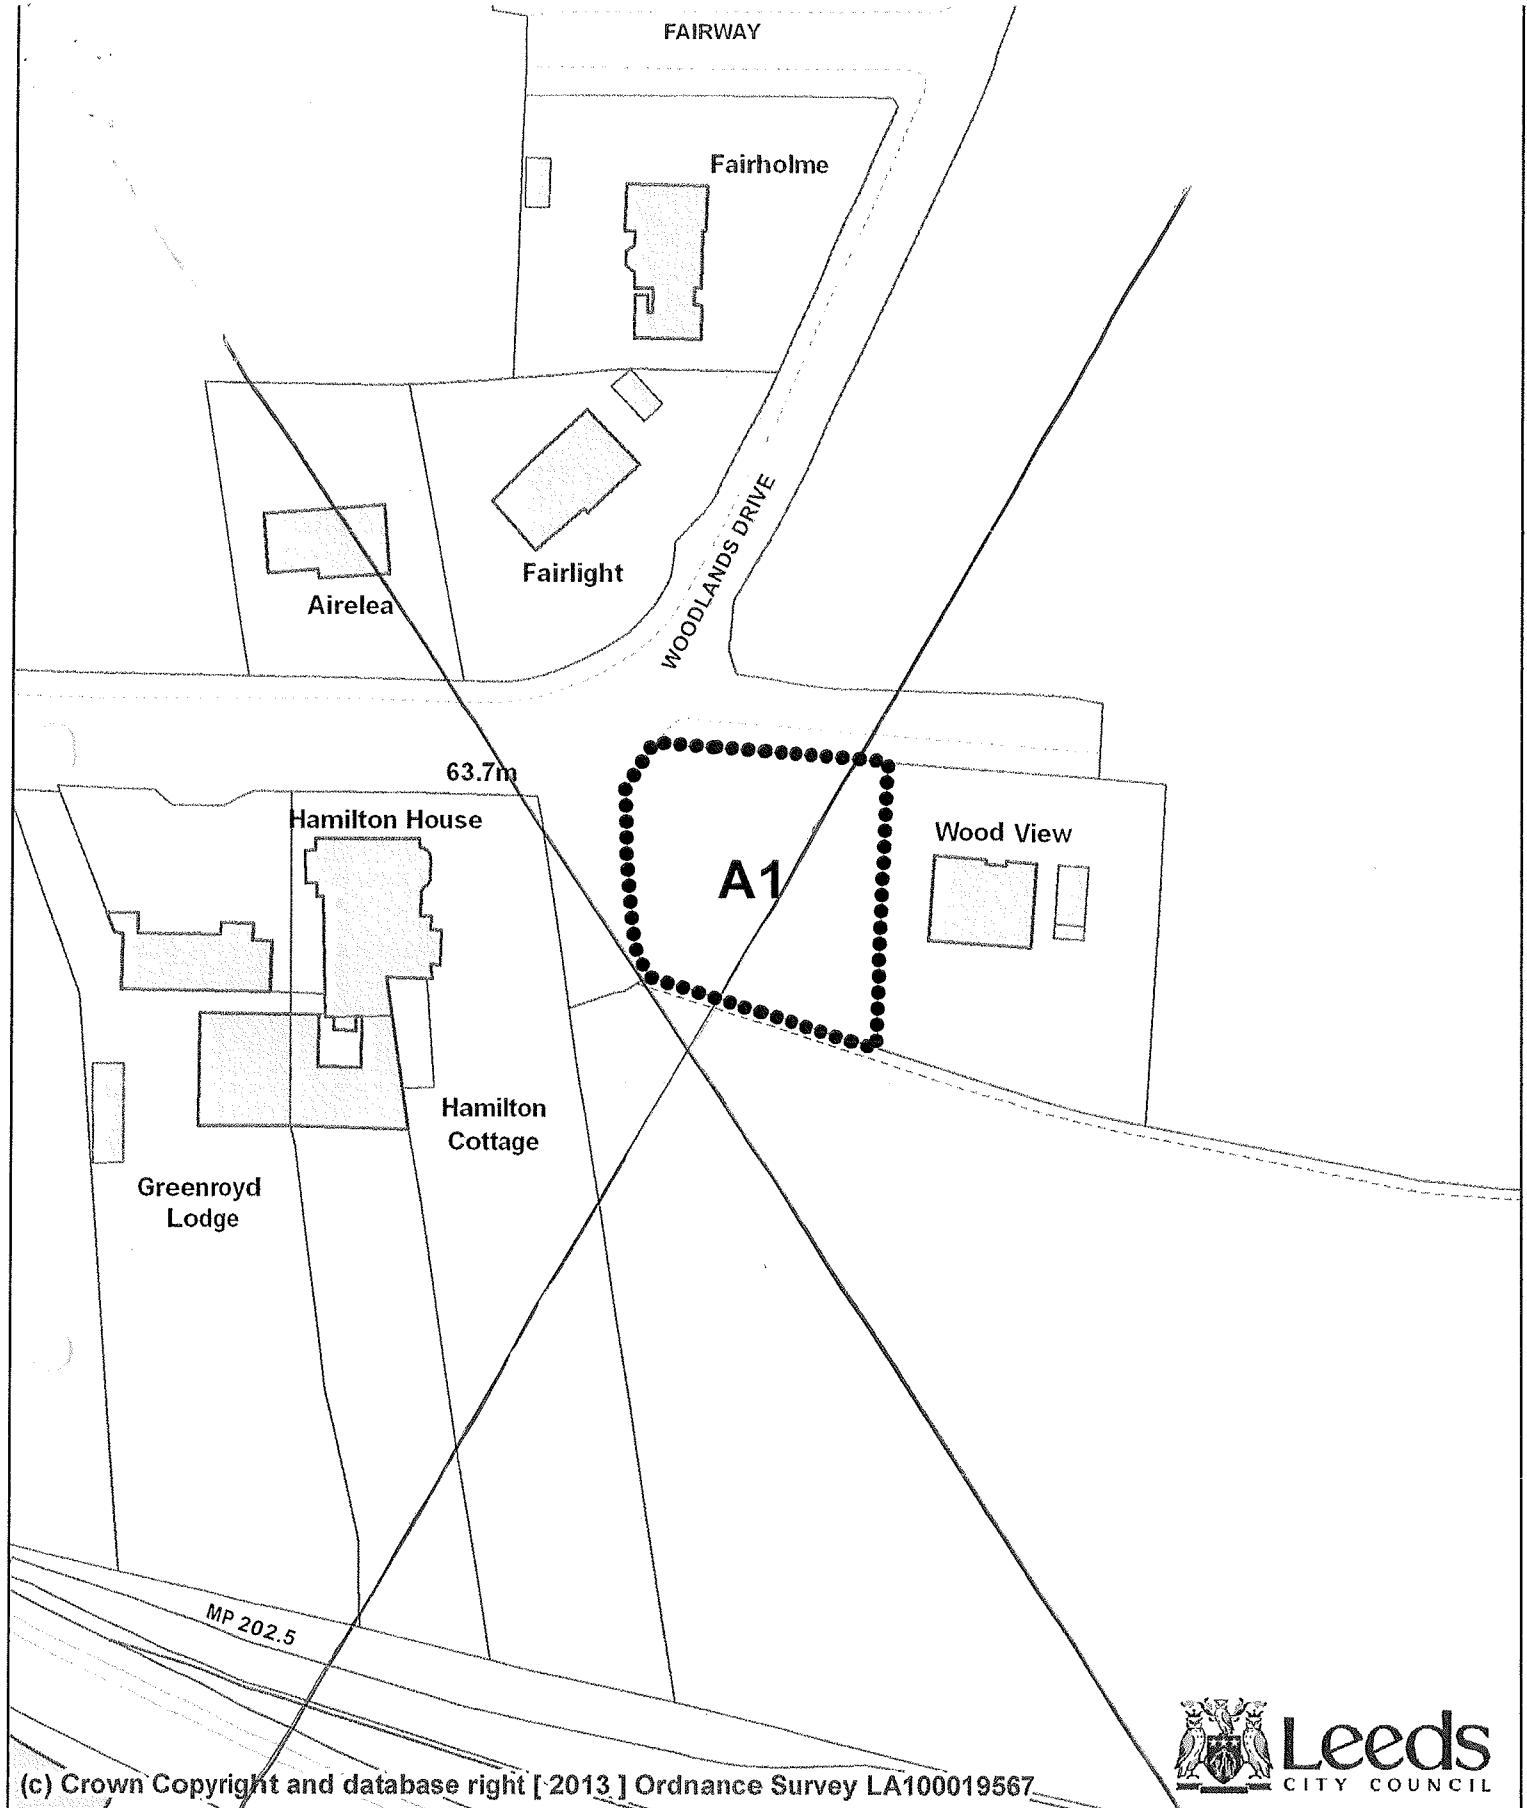 FAIRWAY
Fairholme
WOODLANDS DRIVE
Fairlight
Airelea
63.7m
Hamilton House
Wood View
A1
Hamilton
Cottage
Greenroyd
Lodge
MP 202.5
(c) Crown Copyright and database right [ 2013 ] Ordnance Survey LA100019567
Leeds
CITY COUNCIL